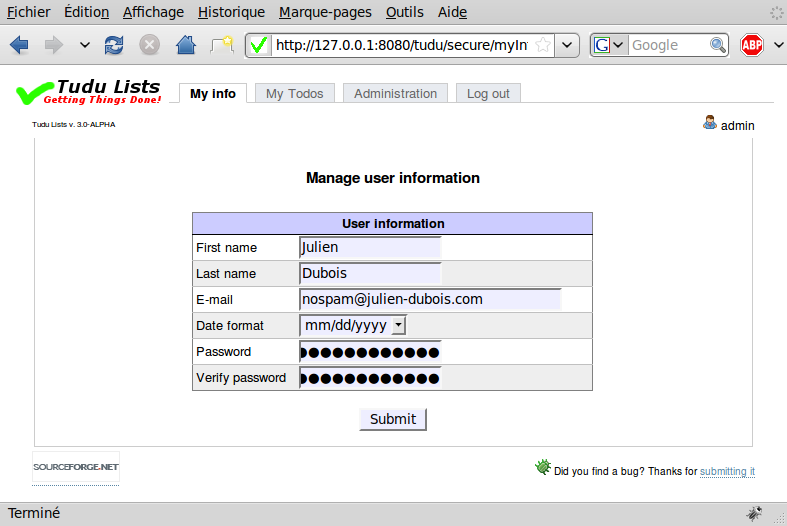 Fichier Édition Affichage Historique Marque-pages Outils Aide
http://127.0.0.1:8080/tudu/secure/myIn
G Google ABP
Tudu Lists
Getting Things Done!
My info My Todos Administration Log out
Tudu Lists v. 3.0-ALPHA
admin
Manage user information
User information
First name Julien
Last name Dubois
E-mail nospam@julien-dubois.com
Date format mm/dd/yyyy
Password ●●●●●●●●●●●●
Verify password ●●●●●●●●●●●●
Submit
SOURCEFORGE.NET
Did you find a bug? Thanks for submitting it
Terminé